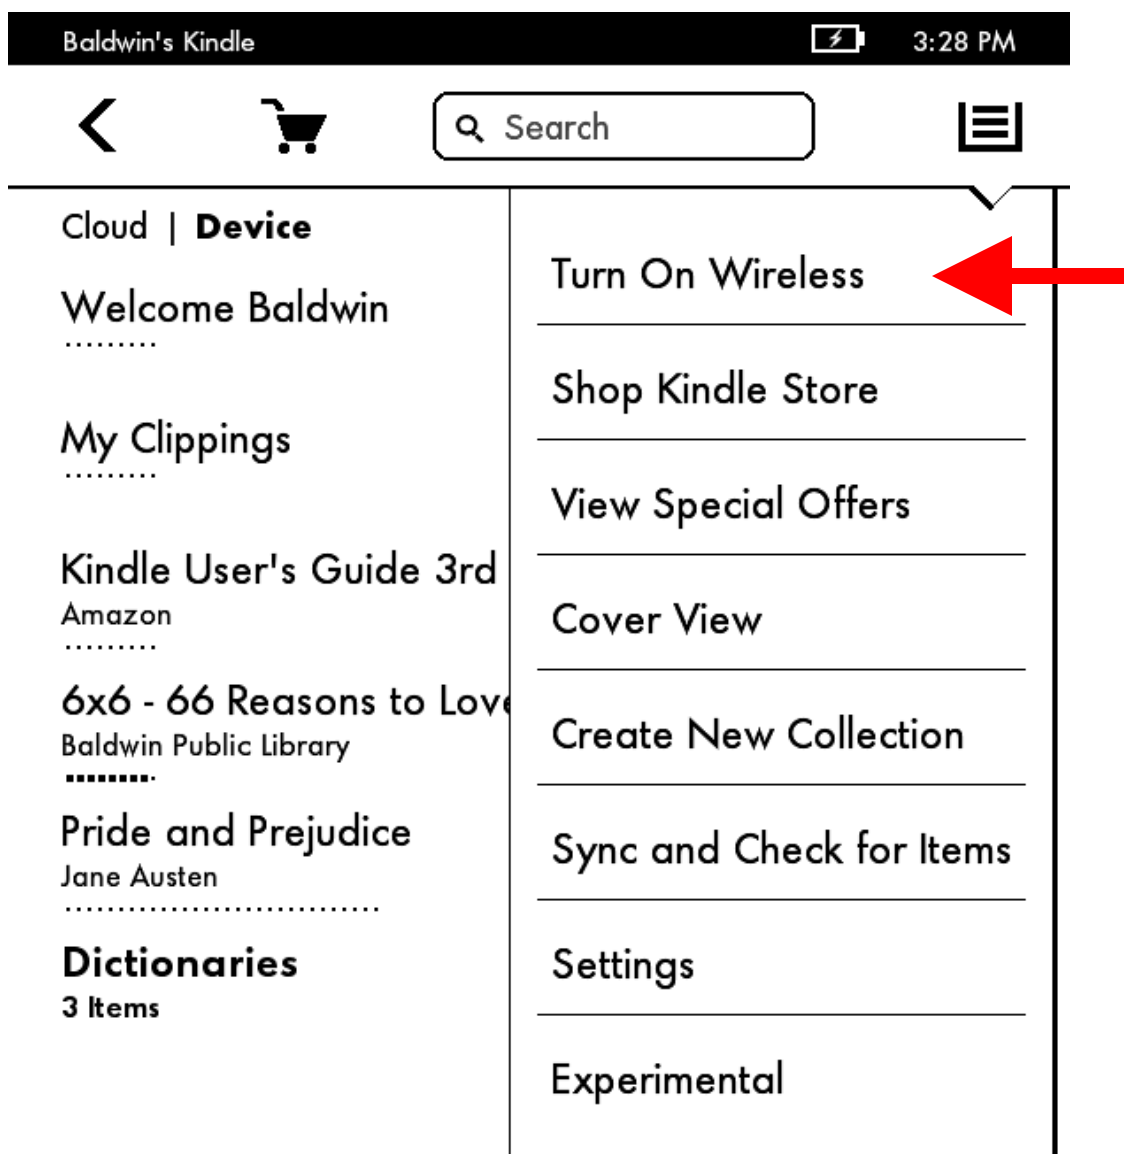 Baldwin's Kindle 3:28 PM
Search
Cloud | Device
Welcome Baldwin
My Clippings
Kindle User's Guide 3rd
Amazon
6x6 - 66 Reasons to Love
Baldwin Public Library
Pride and Prejudice
Jane Austen
Dictionaries
3 Items
Turn On Wireless
Shop Kindle Store
View Special Offers
Cover View
Create New Collection
Sync and Check for Items
Settings
Experimental